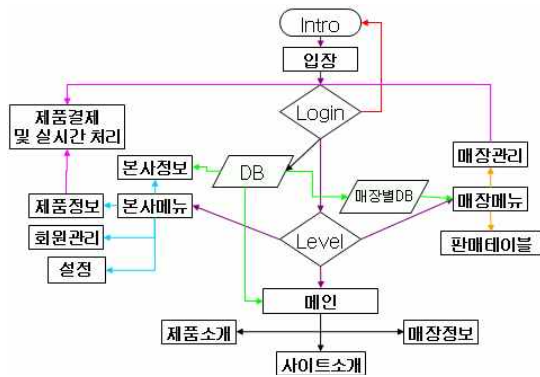 Intro
입장
Login
제품결제
및 실시간 처리
매장관리
본사정보
DB
매장별DB
제품정보
본사메뉴
매장메뉴
회원관리
Level
판매테이블
설정
메인
제품소개
매장정보
사이트소개